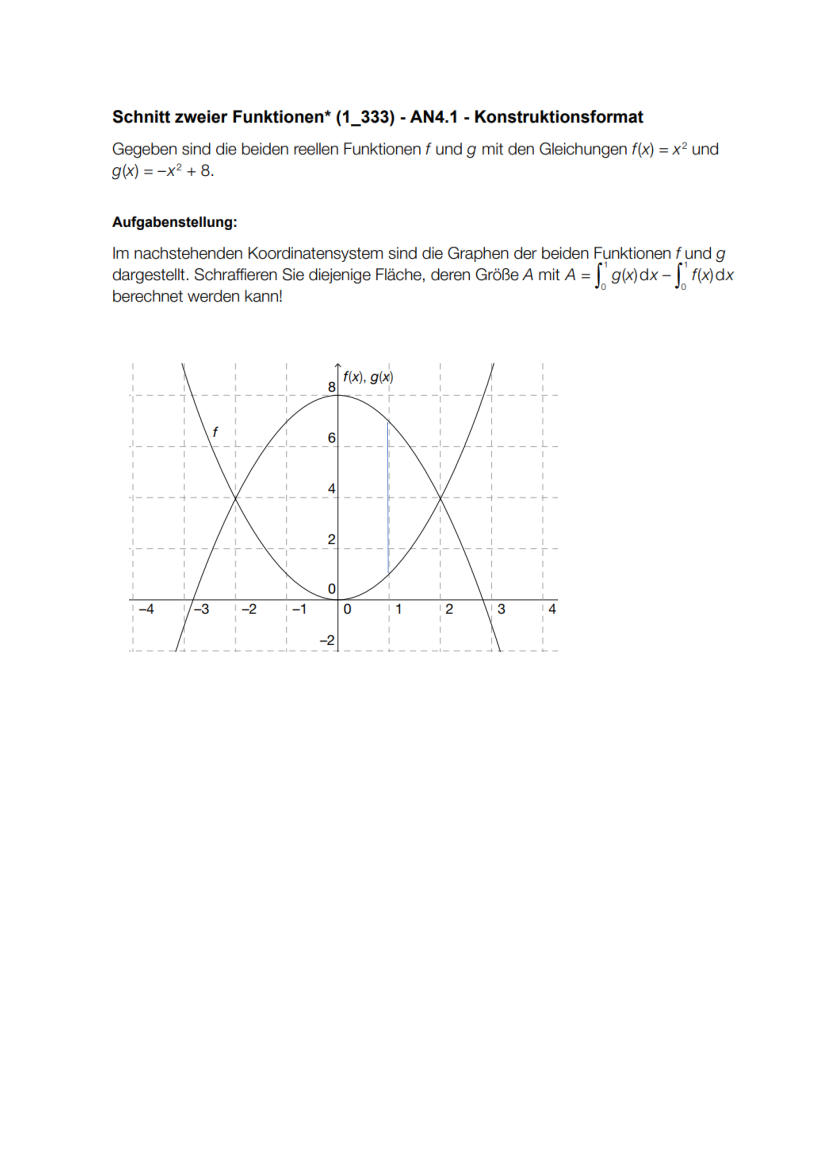 Schnitt zweier Funktionen* (1_333) - AN4.1 - Konstruktionsformat
Gegeben sind die beiden reellen Funktionen f und g mit den Gleichungen f(x) = x² und
g(x) = –x² + 8.
Aufgabenstellung:
Im nachstehenden Koordinatensystem sind die Graphen der beiden Funktionen f und g
dargestellt. Schraffieren Sie diejenige Fläche, deren Größe A mit A = ∫₀¹ g(x) dx – ∫₀¹ f(x) dx
berechnet werden kann!
f(x), g(x)
8
f
6
4
2
0
–4 –3 –2 –1 0 1 2 3 4
–2